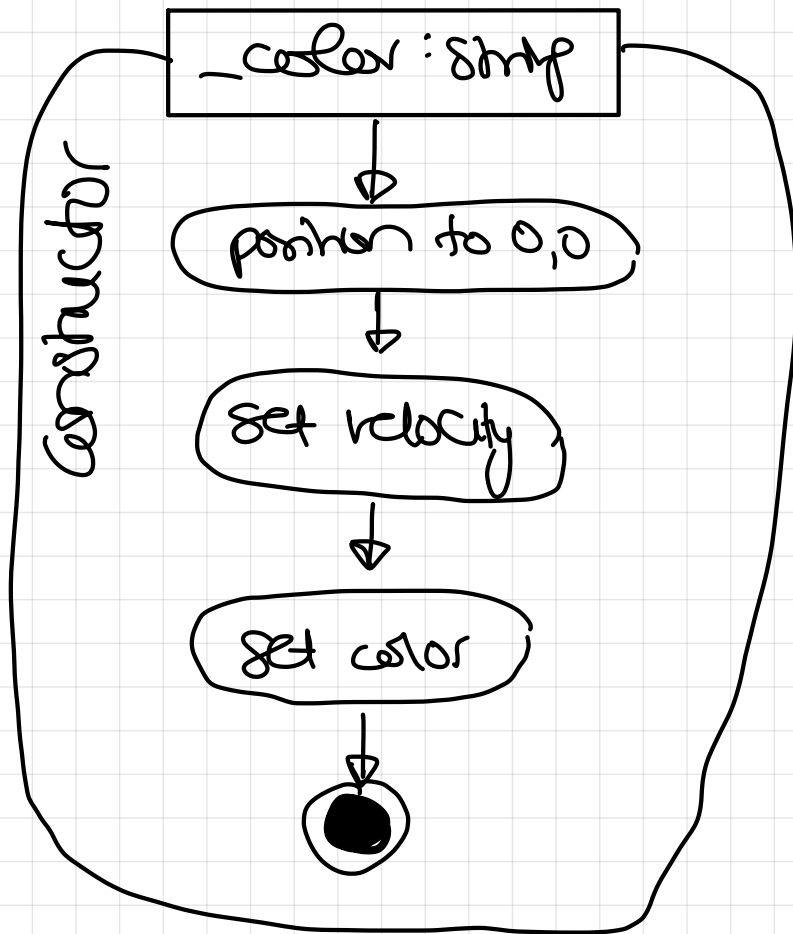 _color : string
constructor
position to 0,0
set velocity
set color